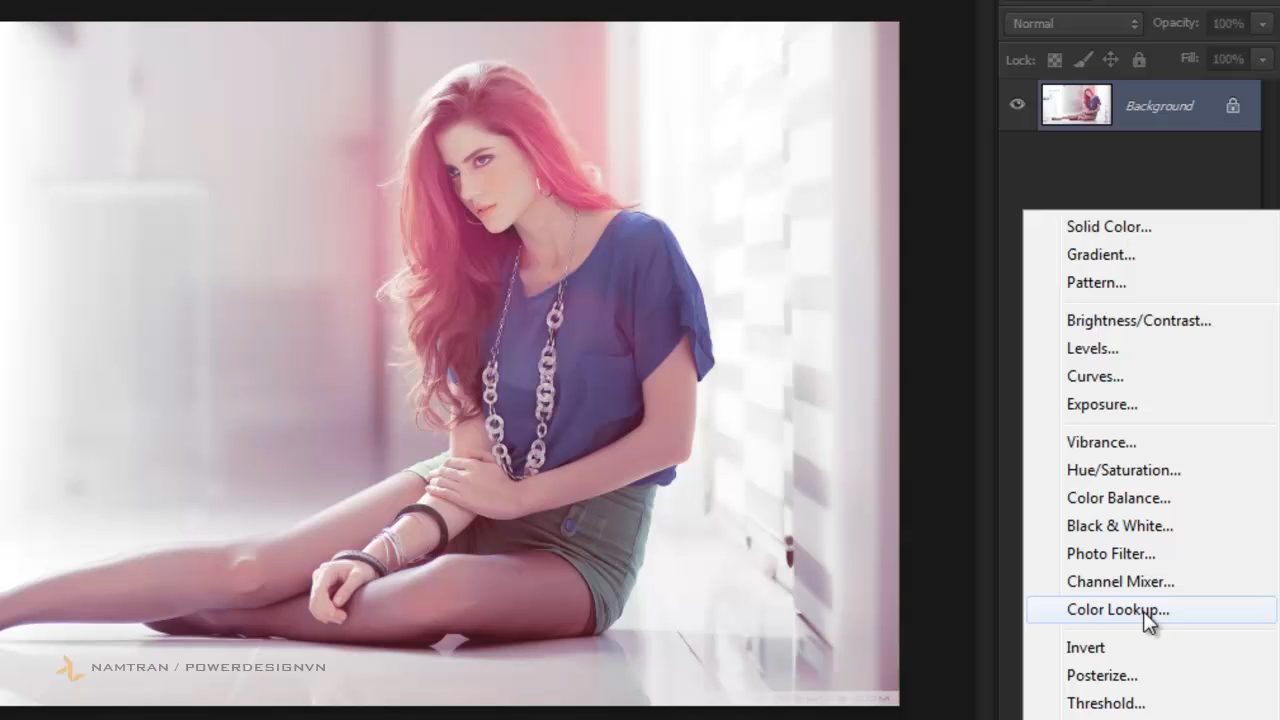 Normal
Opacity: 100%
Lock:
Fill: 100%
Background
Solid Color...
Gradient...
Pattern...
Brightness/Contrast...
Levels...
Curves...
Exposure...
Vibrance...
Hue/Saturation...
Color Balance...
Black & White...
Photo Filter...
Channel Mixer...
Color Lookup...
Invert
Posterize...
Threshold...
NAMTRAN / POWERDESIGNVN